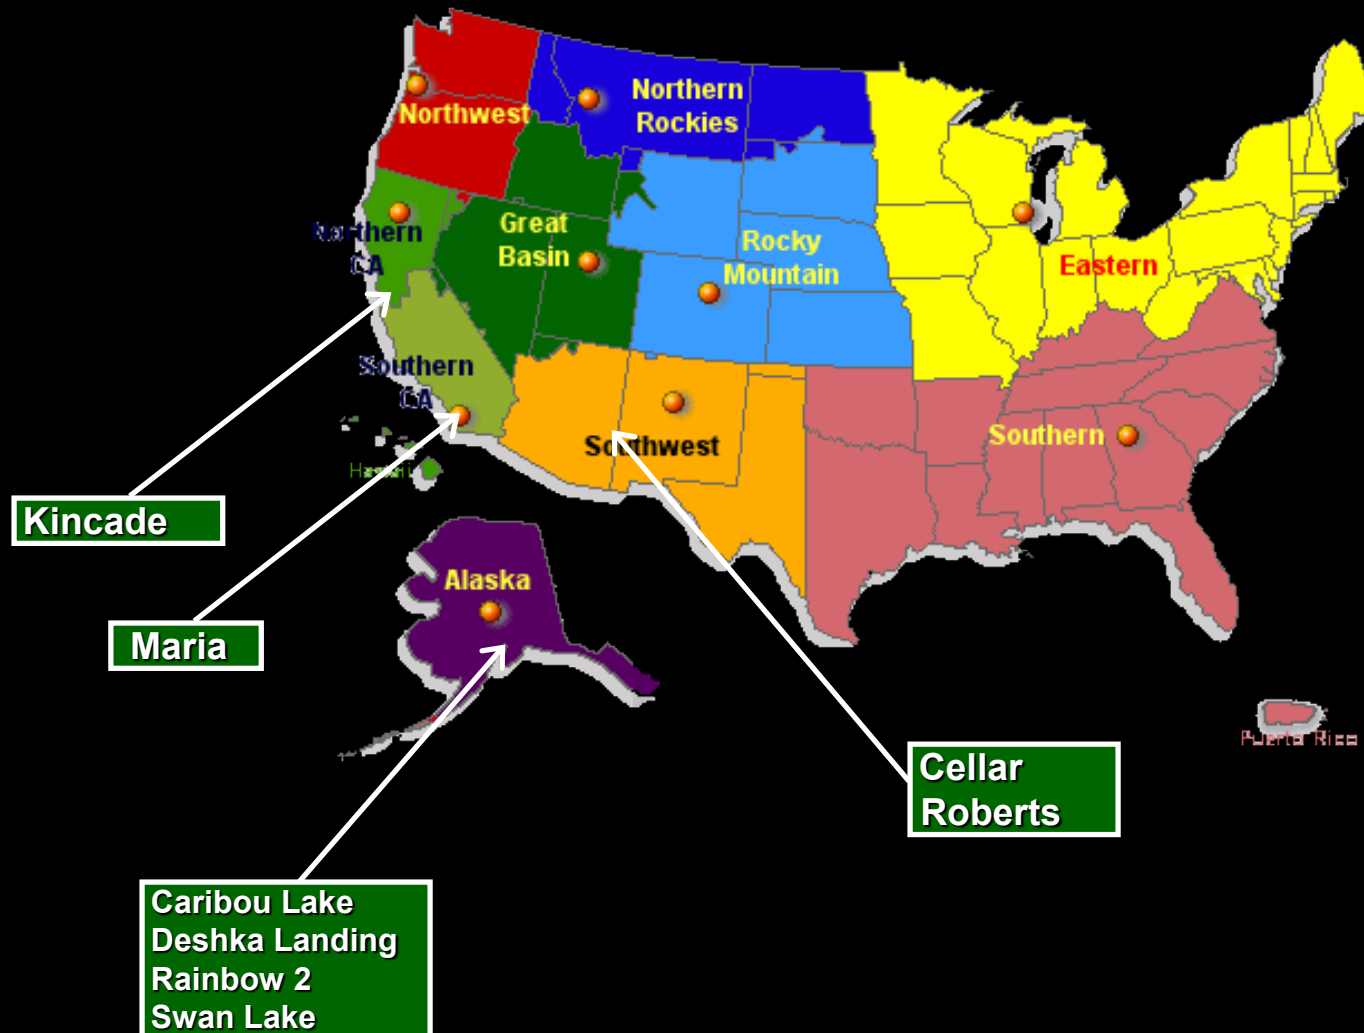 Northern
Rockies
Northwest
Northern
CA
Great
Basin
Rocky
Mountain
Eastern
Southern
CA
Southwest
Southern
Hawaii
Kincade
Alaska
Maria
Puerto Rico
Cellar
Roberts
Caribou Lake
Deshka Landing
Rainbow 2
Swan Lake